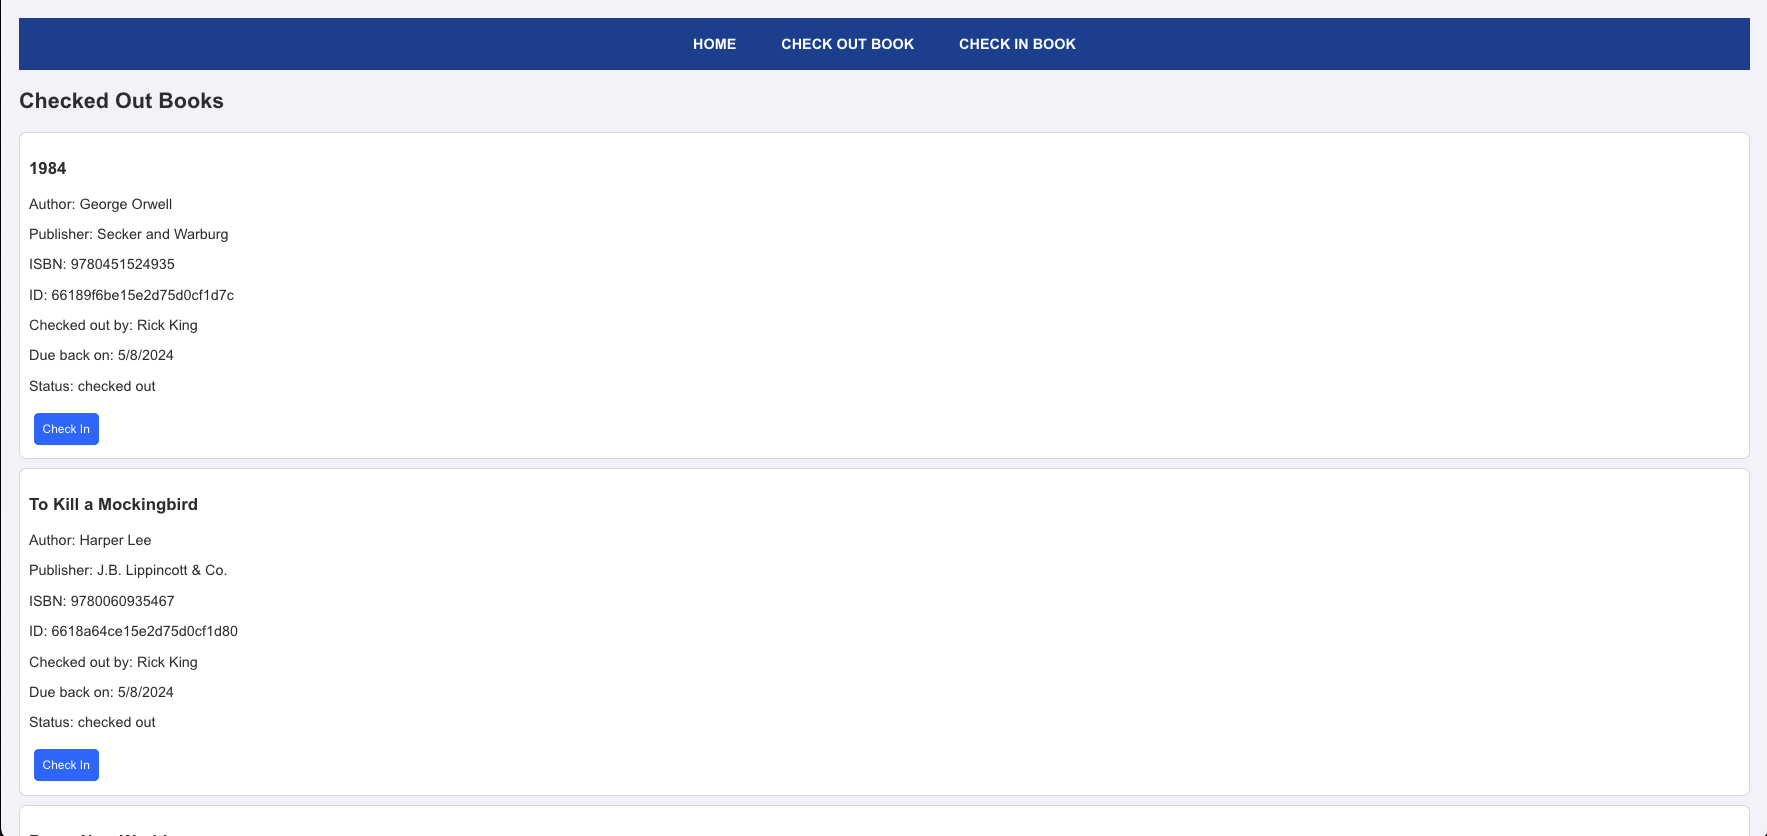 HOME CHECK OUT BOOK CHECK IN BOOK
Checked Out Books
1984
Author: George Orwell
Publisher: Secker and Warburg
ISBN: 9780451524935
ID: 66189f6be15e2d75d0cf1d7c
Checked out by: Rick King
Due back on: 5/8/2024
Status: checked out
Check In
To Kill a Mockingbird
Author: Harper Lee
Publisher: J.B. Lippincott & Co.
ISBN: 9780060935467
ID: 6618a64ce15e2d75d0cf1d80
Checked out by: Rick King
Due back on: 5/8/2024
Status: checked out
Check In